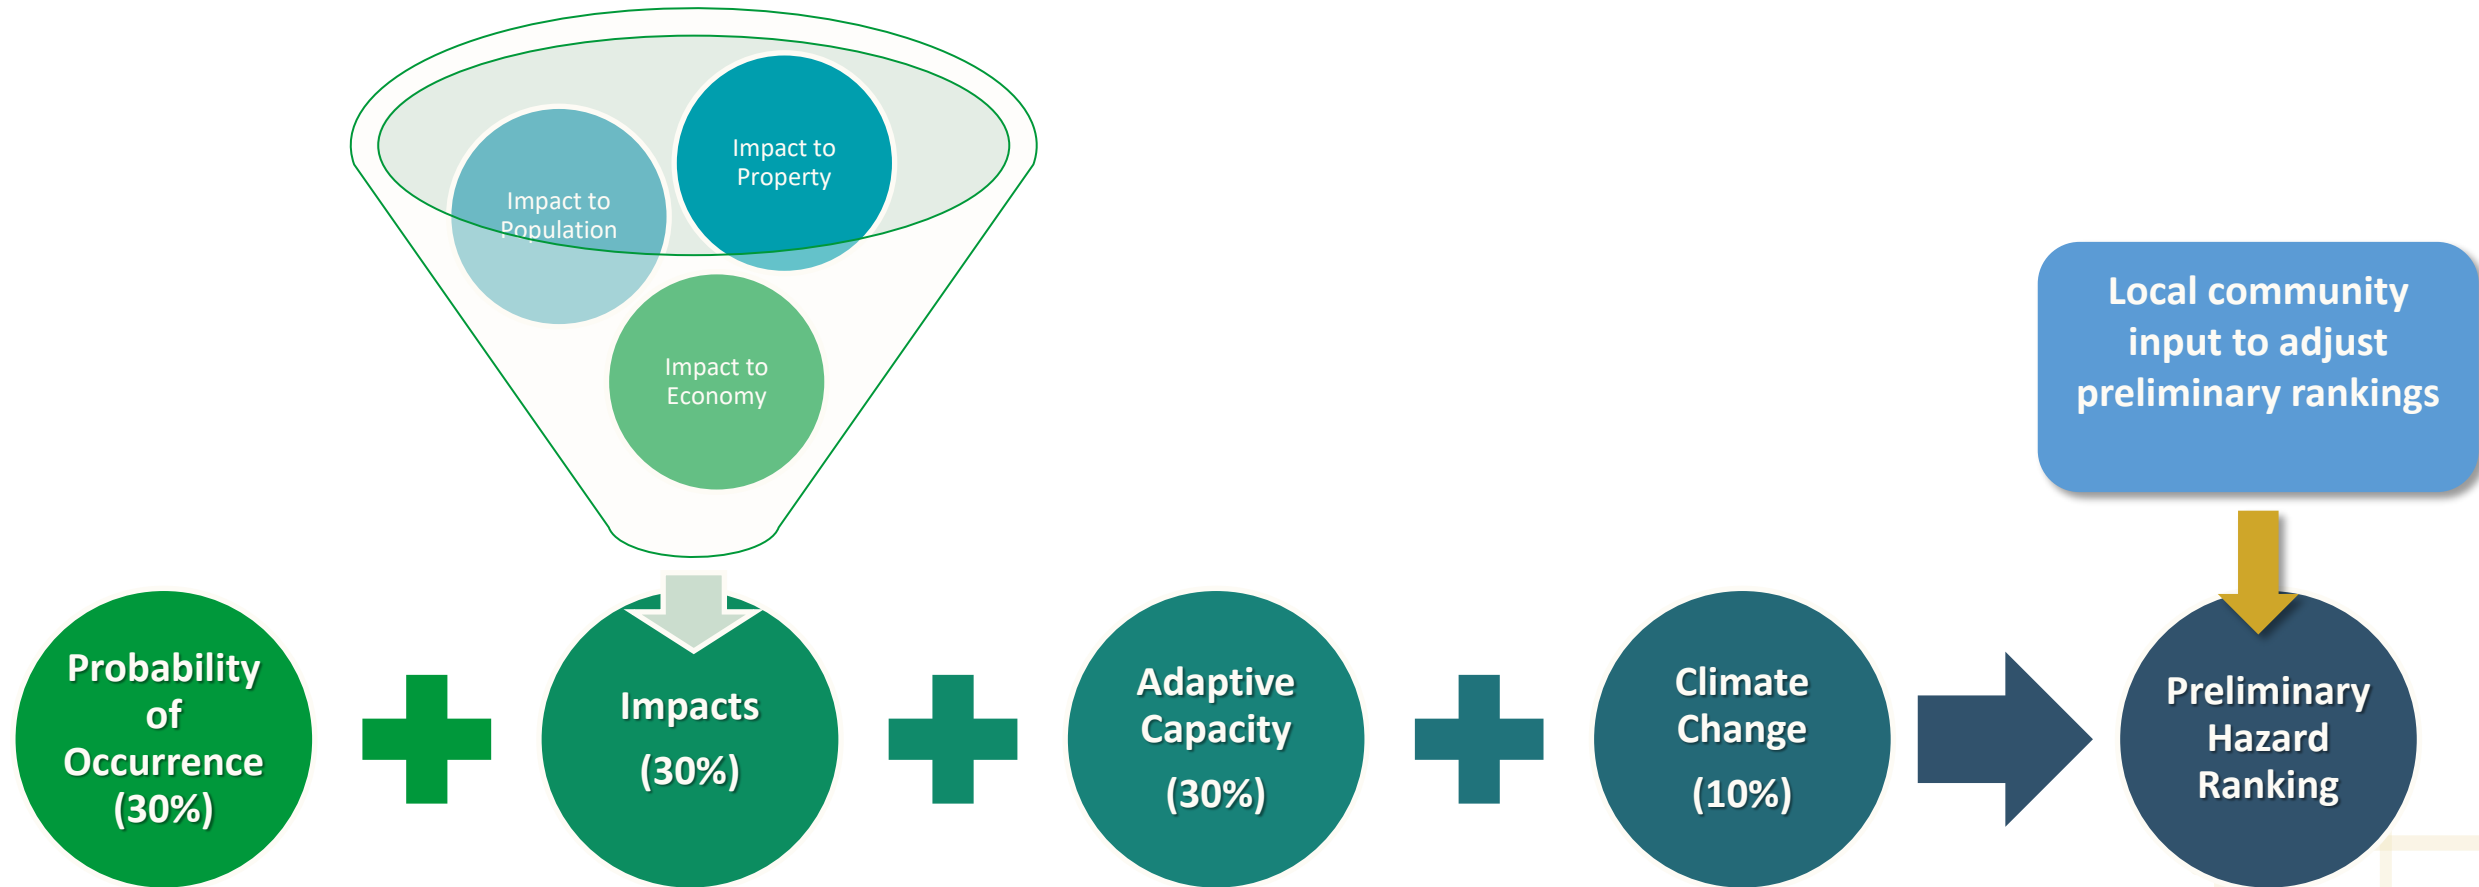 Impact to
Property
Impact to
Population
Impact to
Economy
Local community
input to adjust
preliminary rankings
Probability
of
Occurrence
(30%)
Impacts
(30%)
Adaptive
Capacity
(30%)
Climate
Change
(10%)
Preliminary
Hazard
Ranking